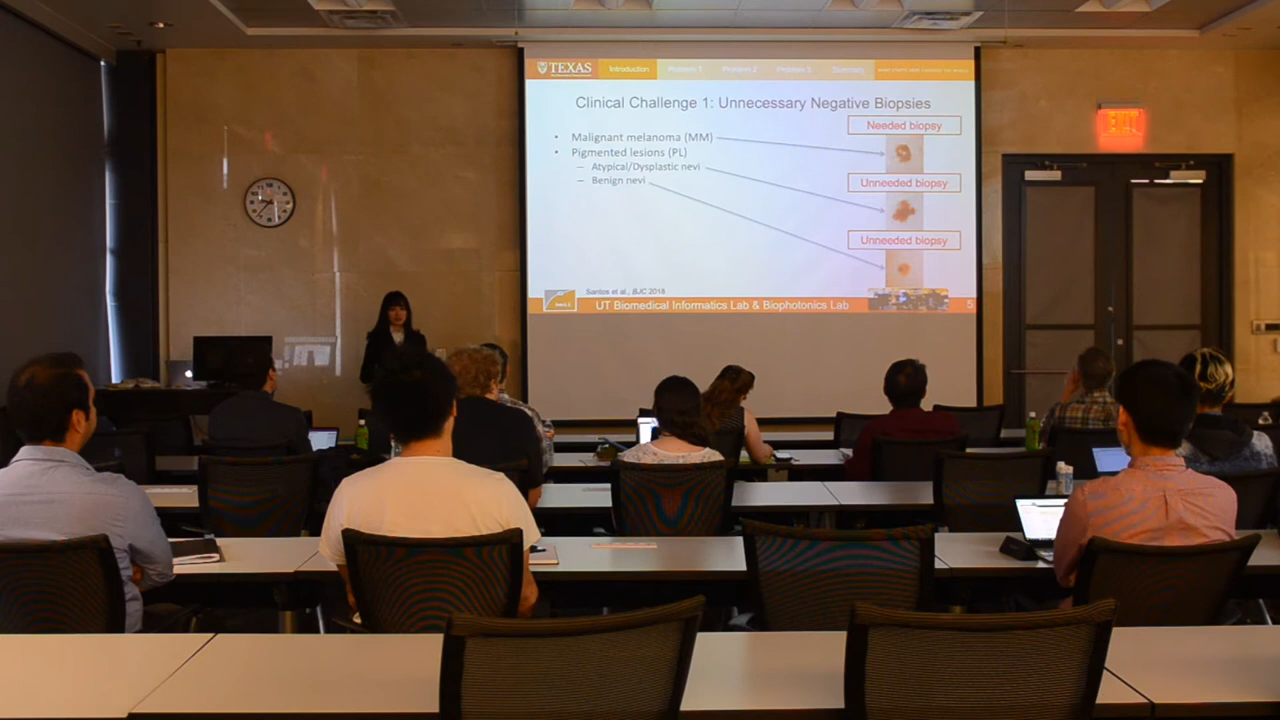 TEXAS
Introduction
Problem 1
Problem 2
Problem 3
Summary
Clinical Challenge 1: Unnecessary Negative Biopsies
Needed biopsy
• Malignant melanoma (MM)
• Pigmented lesions (PL)
– Atypical/Dysplastic nevi
– Benign nevi
Unneeded biopsy
Unneeded biopsy
Santos et al., BJC 2018
UT Biomedical Informatics Lab & Biophotonics Lab
5
EXIT